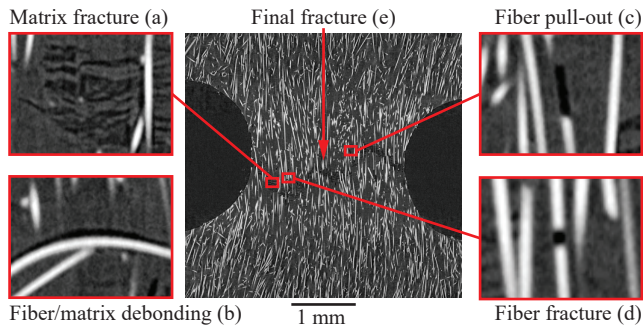 Matrix fracture (a)
Final fracture (e)
Fiber pull-out (c)
Fiber/matrix debonding (b)
1 mm
Fiber fracture (d)